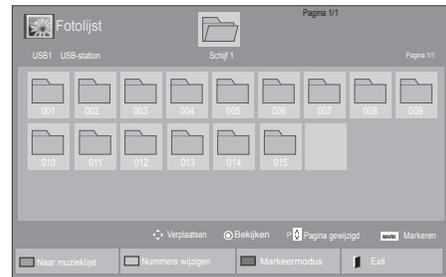 Pagina 1/1
Fotolijst
USB1 USB-station Schijf 1 Pagina 1/1
001 002 003 004 005 006 007 008 009
010 011 012 013 014 015
Verplaatsen Bekijken P Pagina gewijzigd MARK Markeren
Naar muzieklijst Nummers wijzigen Markeermodus Exit